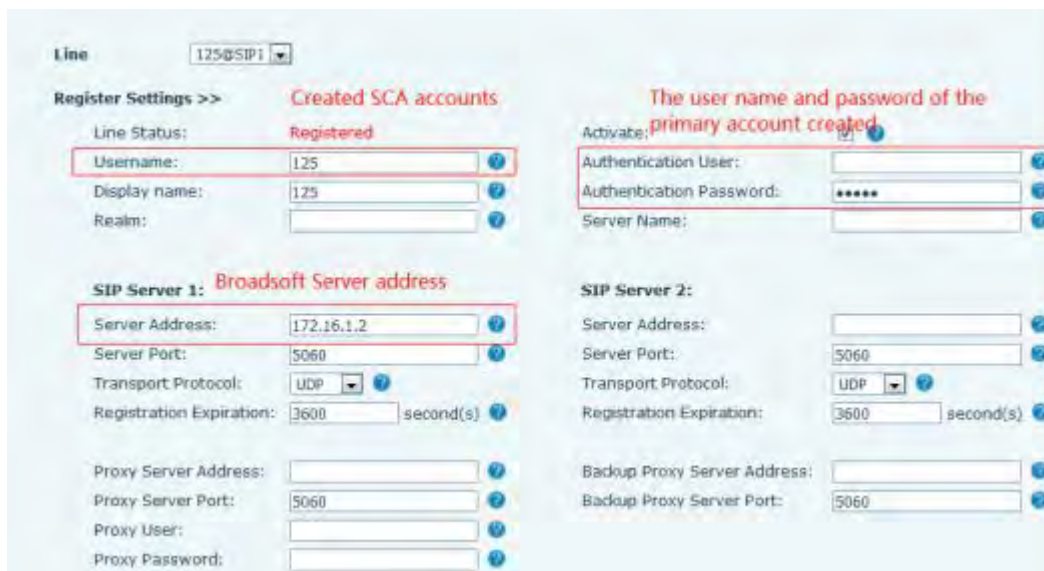 Line 125@SIP1
Register Settings >> Created SCA accounts
Line Status: Registered
Username: 125
Display name: 125
Realm:
The user name and password of the
primary account created
Activate:
Authentication User:
Authentication Password: •••••
Server Name:
SIP Server 1: Broadsoft Server address
Server Address: 172.16.1.2
Server Port: 5060
Transport Protocol: UDP
Registration Expiration: 3600 second(s)
SIP Server 2:
Server Address:
Server Port: 5060
Transport Protocol: UDP
Registration Expiration: 3600 second(s)
Proxy Server Address:
Proxy Server Port: 5060
Proxy User:
Proxy Password:
Backup Proxy Server Address:
Backup Proxy Server Port: 5060